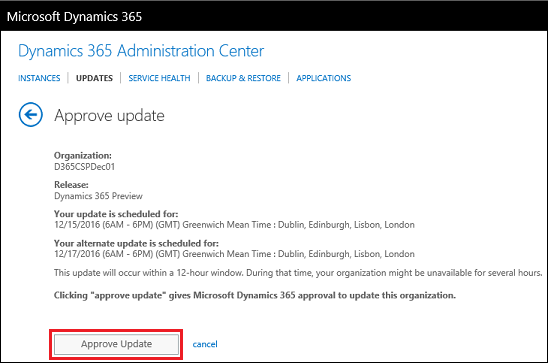 Microsoft Dynamics 365
Dynamics 365 Administration Center
INSTANCES | UPDATES | SERVICE HEALTH | BACKUP & RESTORE | APPLICATIONS
Approve update
Organization:
D365CSPDec01
Release:
Dynamics 365 Preview
Your update is scheduled for:
12/15/2016 (6AM - 6PM) (GMT) Greenwich Mean Time : Dublin, Edinburgh, Lisbon, London
Your alternate update is scheduled for:
12/17/2016 (6AM - 6PM) (GMT) Greenwich Mean Time : Dublin, Edinburgh, Lisbon, London
This update will occur within a 12-hour window. During that time, your organization might be unavailable for several hours.
Clicking "approve update" gives Microsoft Dynamics 365 approval to update this organization.
Approve Update cancel